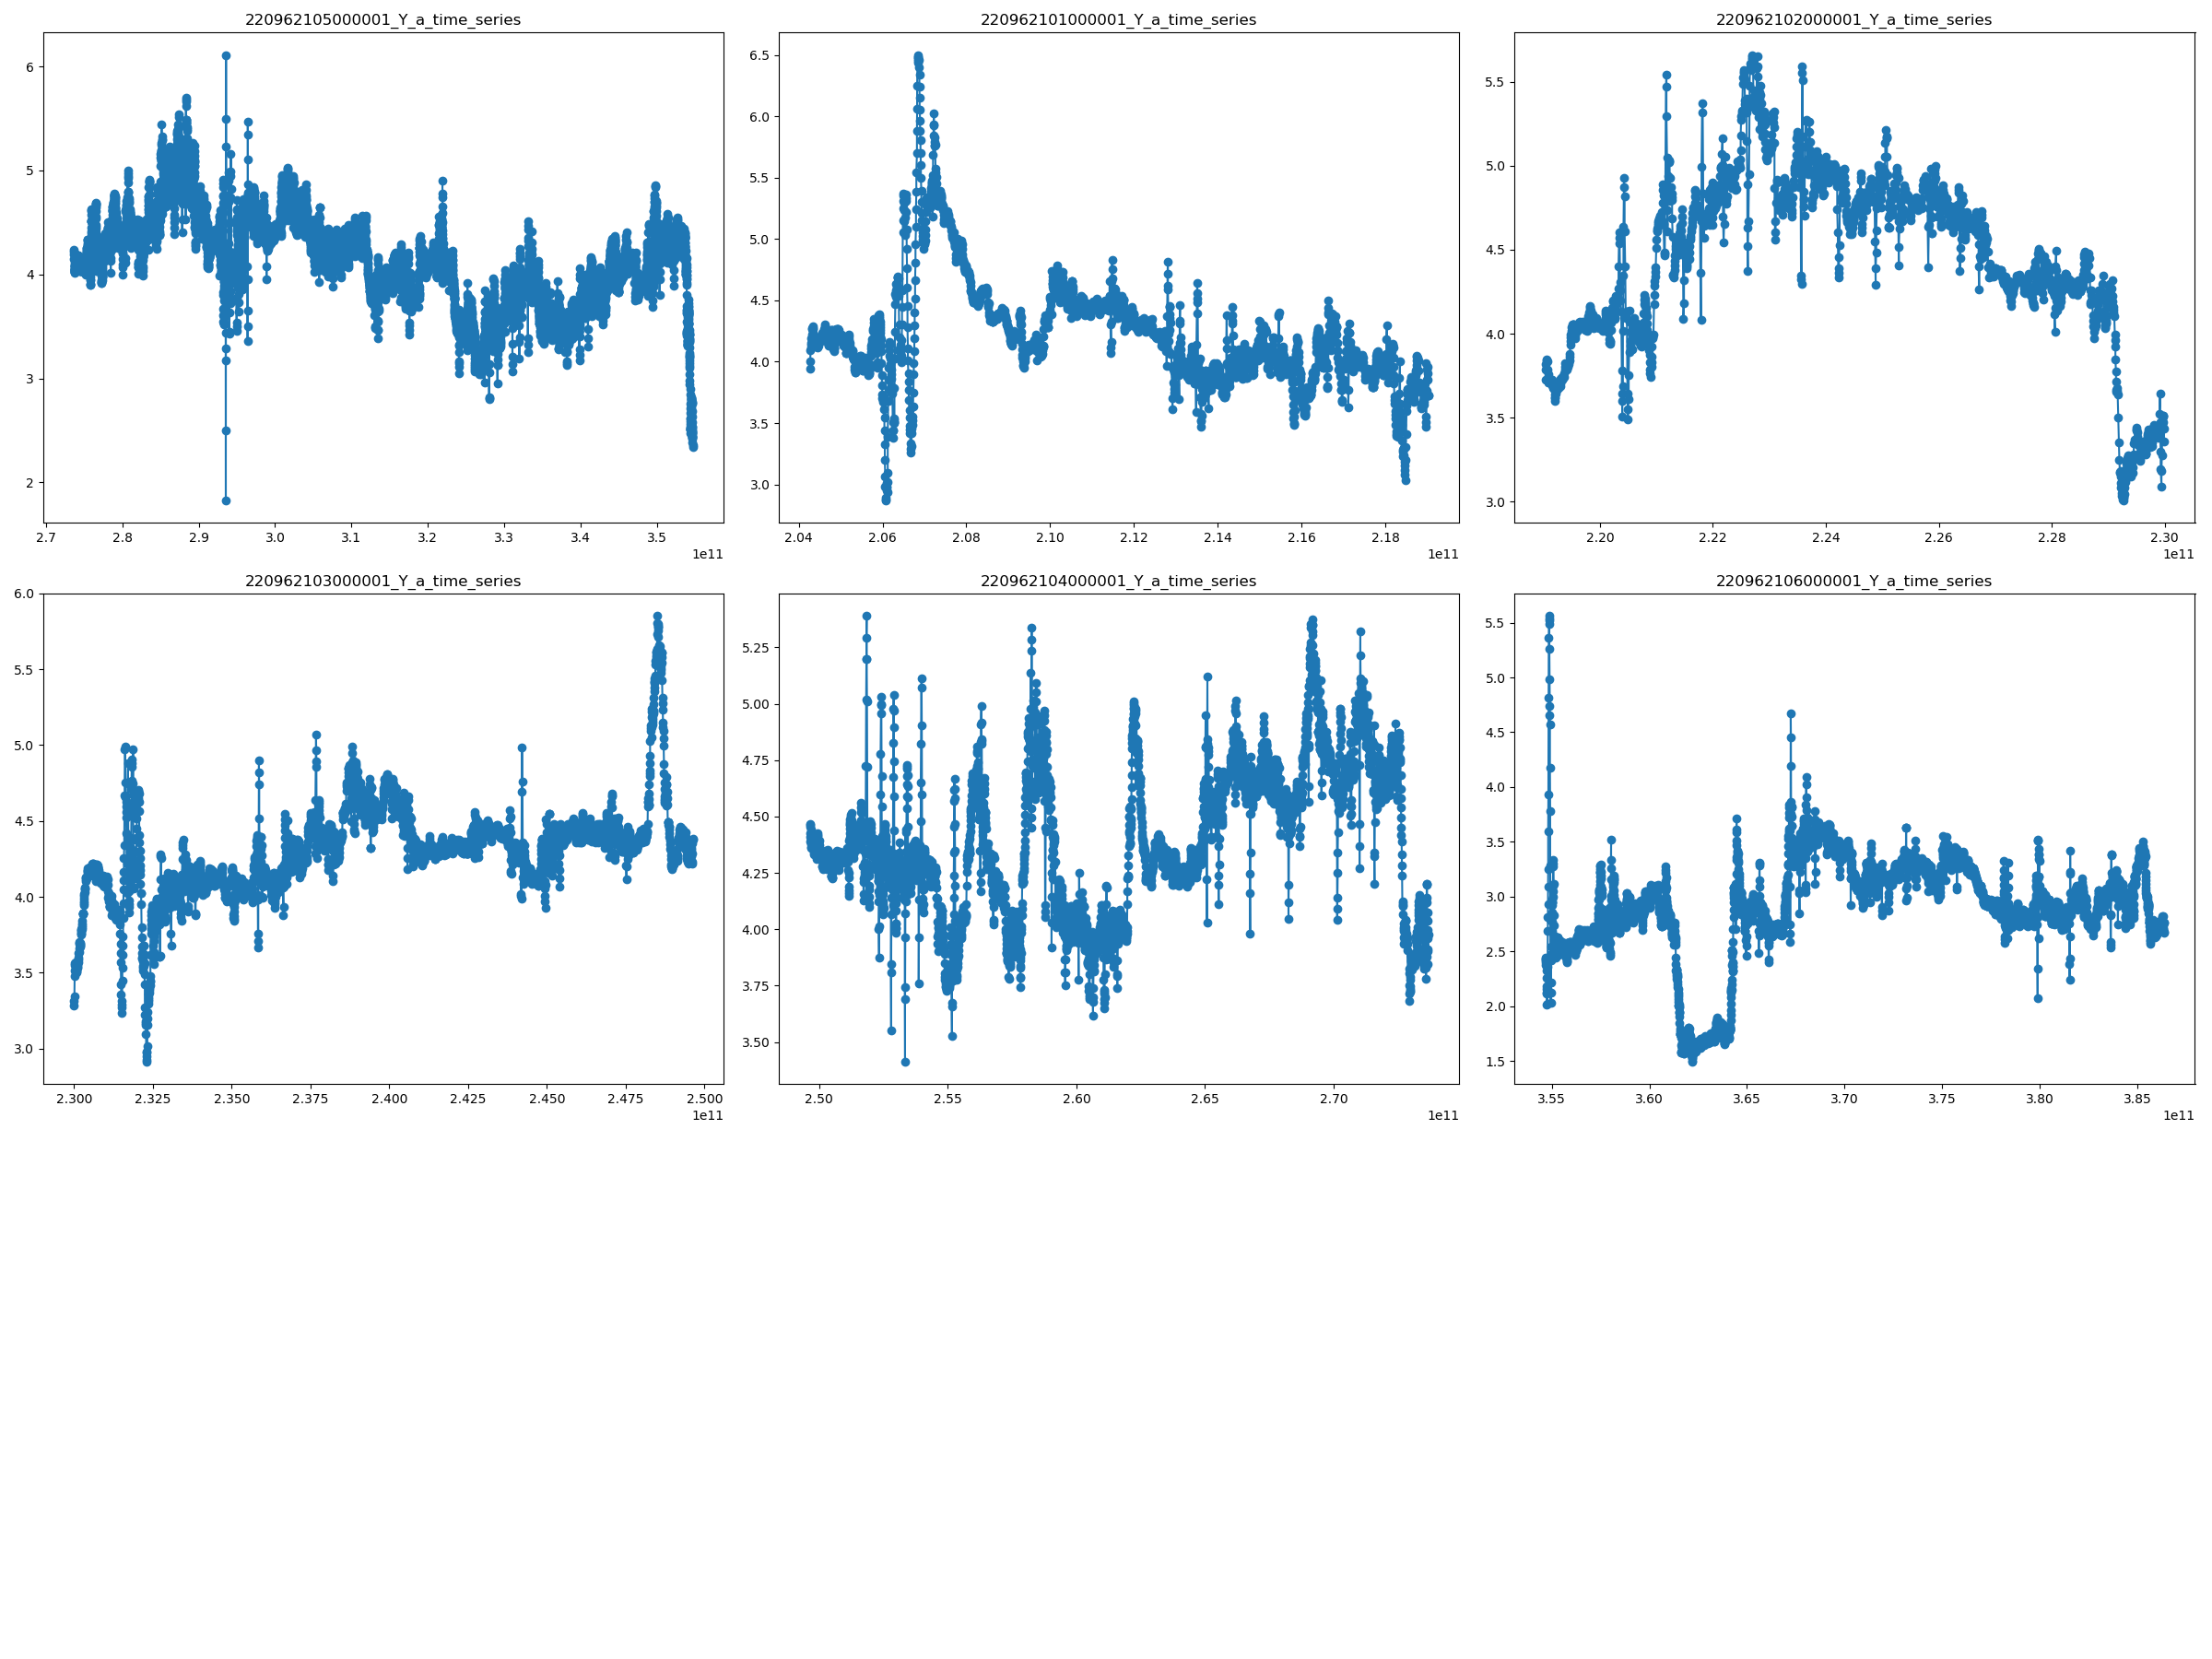 220962105000001_Y_a_time_series 220962101000001_Y_a_time_series 220962102000001_Y_a_time_series
6 6.5 5.5
5 6.0 5.0
4 5.5 4.5
3 5.0 4.0
2 4.5 3.5
4.0 3.0
3.5
3.0
2.7 2.8 2.9 3.0 3.1 3.2 3.3 3.4 3.5 2.04 2.06 2.08 2.10 2.12 2.14 2.16 2.18 2.20 2.22 2.24 2.26 2.28 2.30
1e11 1e11 1e11
220962103000001_Y_a_time_series 220962104000001_Y_a_time_series 220962106000001_Y_a_time_series
6.0 5.25 5.5
5.5 5.00 5.0
5.0 4.75 4.5
4.5 4.50 4.0
4.0 4.25 3.5
3.5 4.00 3.0
3.0 3.75 2.5
3.50 2.0
1.5
2.300 2.325 2.350 2.375 2.400 2.425 2.450 2.475 2.500 2.50 2.55 2.60 2.65 2.70 3.55 3.60 3.65 3.70 3.75 3.80 3.85
1e11 1e11 1e11